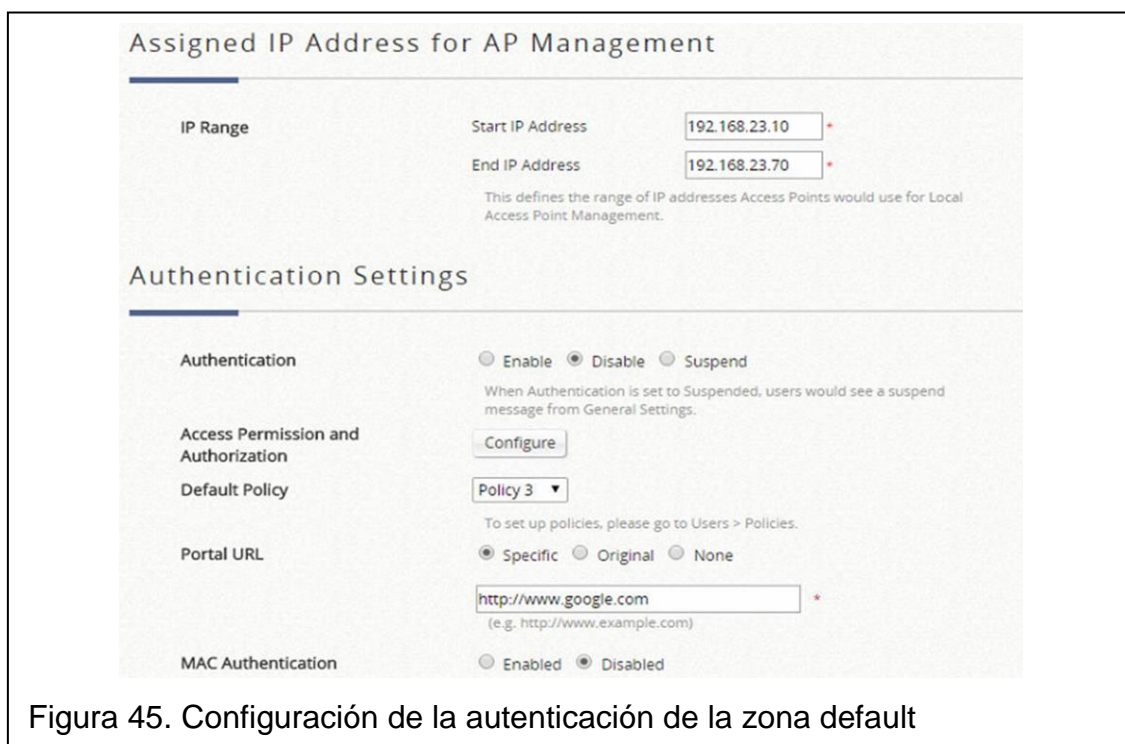 Assigned IP Address for AP Management
IP Range
Start IP Address 192.168.23.10 *
End IP Address 192.168.23.70 *
This defines the range of IP addresses Access Points would use for Local
Access Point Management.
Authentication Settings
Authentication Enable Disable Suspend
When Authentication is set to Suspended, users would see a suspend
message from General Settings.
Access Permission and
Authorization
Configure
Default Policy Policy 3
To set up policies, please go to Users > Policies.
Portal URL Specific Original None
http://www.google.com *
(e.g. http://www.example.com)
MAC Authentication Enabled Disabled
Figura 45. Configuración de la autenticación de la zona default